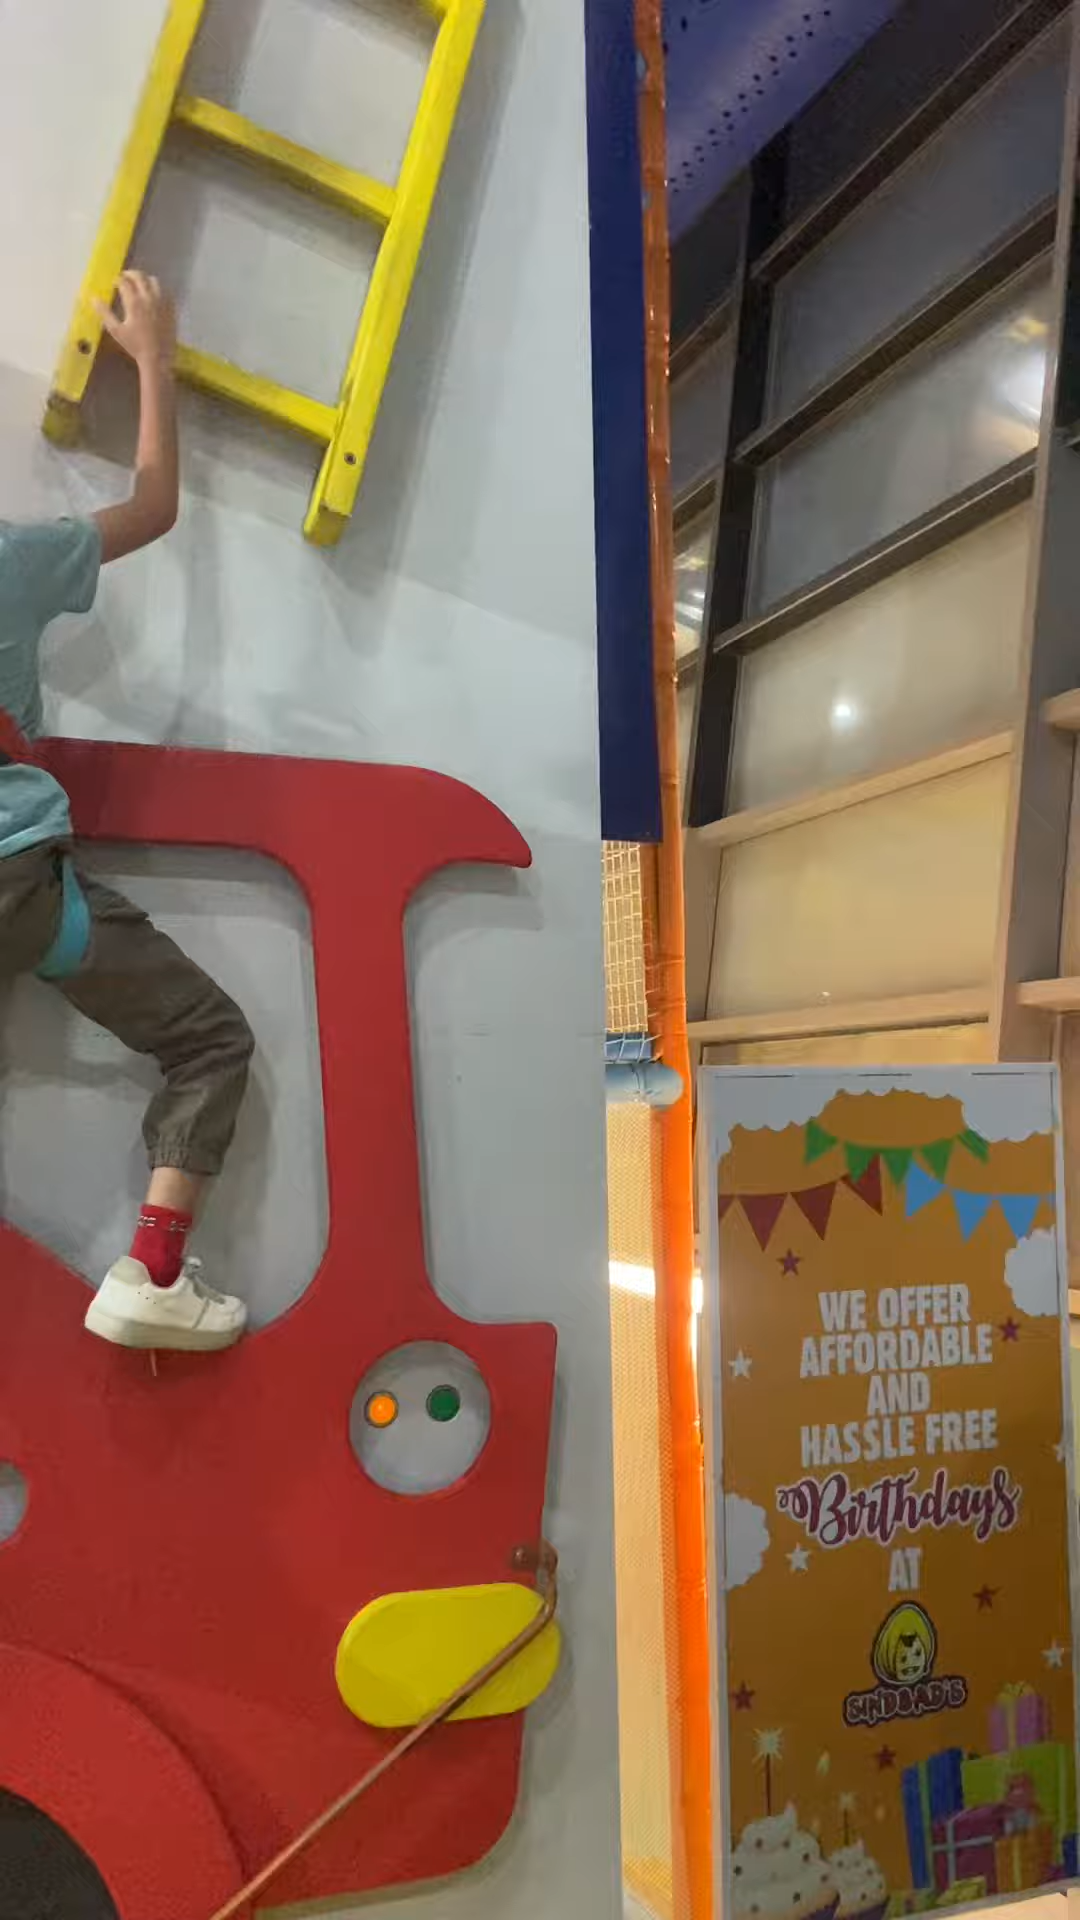 WE OFFER
AFFORDABLE
AND
HASSLE FREE
Birthdays
AT
SINDBAD'S